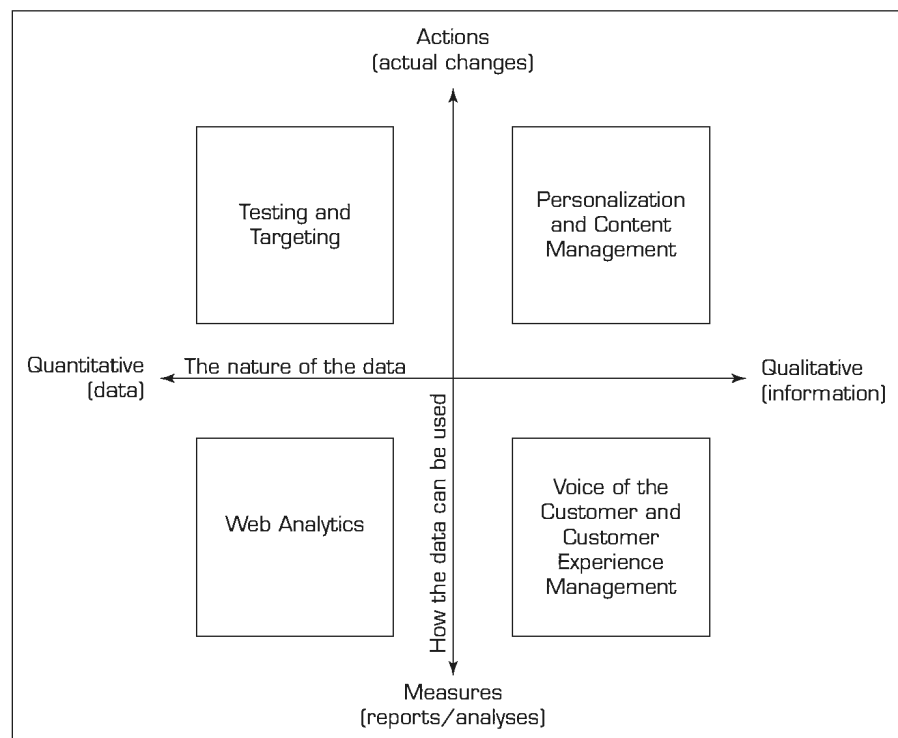 Actions
(actual changes)
Testing and
Targeting
Personalization
and Content
Management
Quantitative
(data)
The nature of the data
Qualitative
(information)
How the data can be used
Web Analytics
Voice of the
Customer and
Customer
Experience
Management
Measures
(reports/analyses)